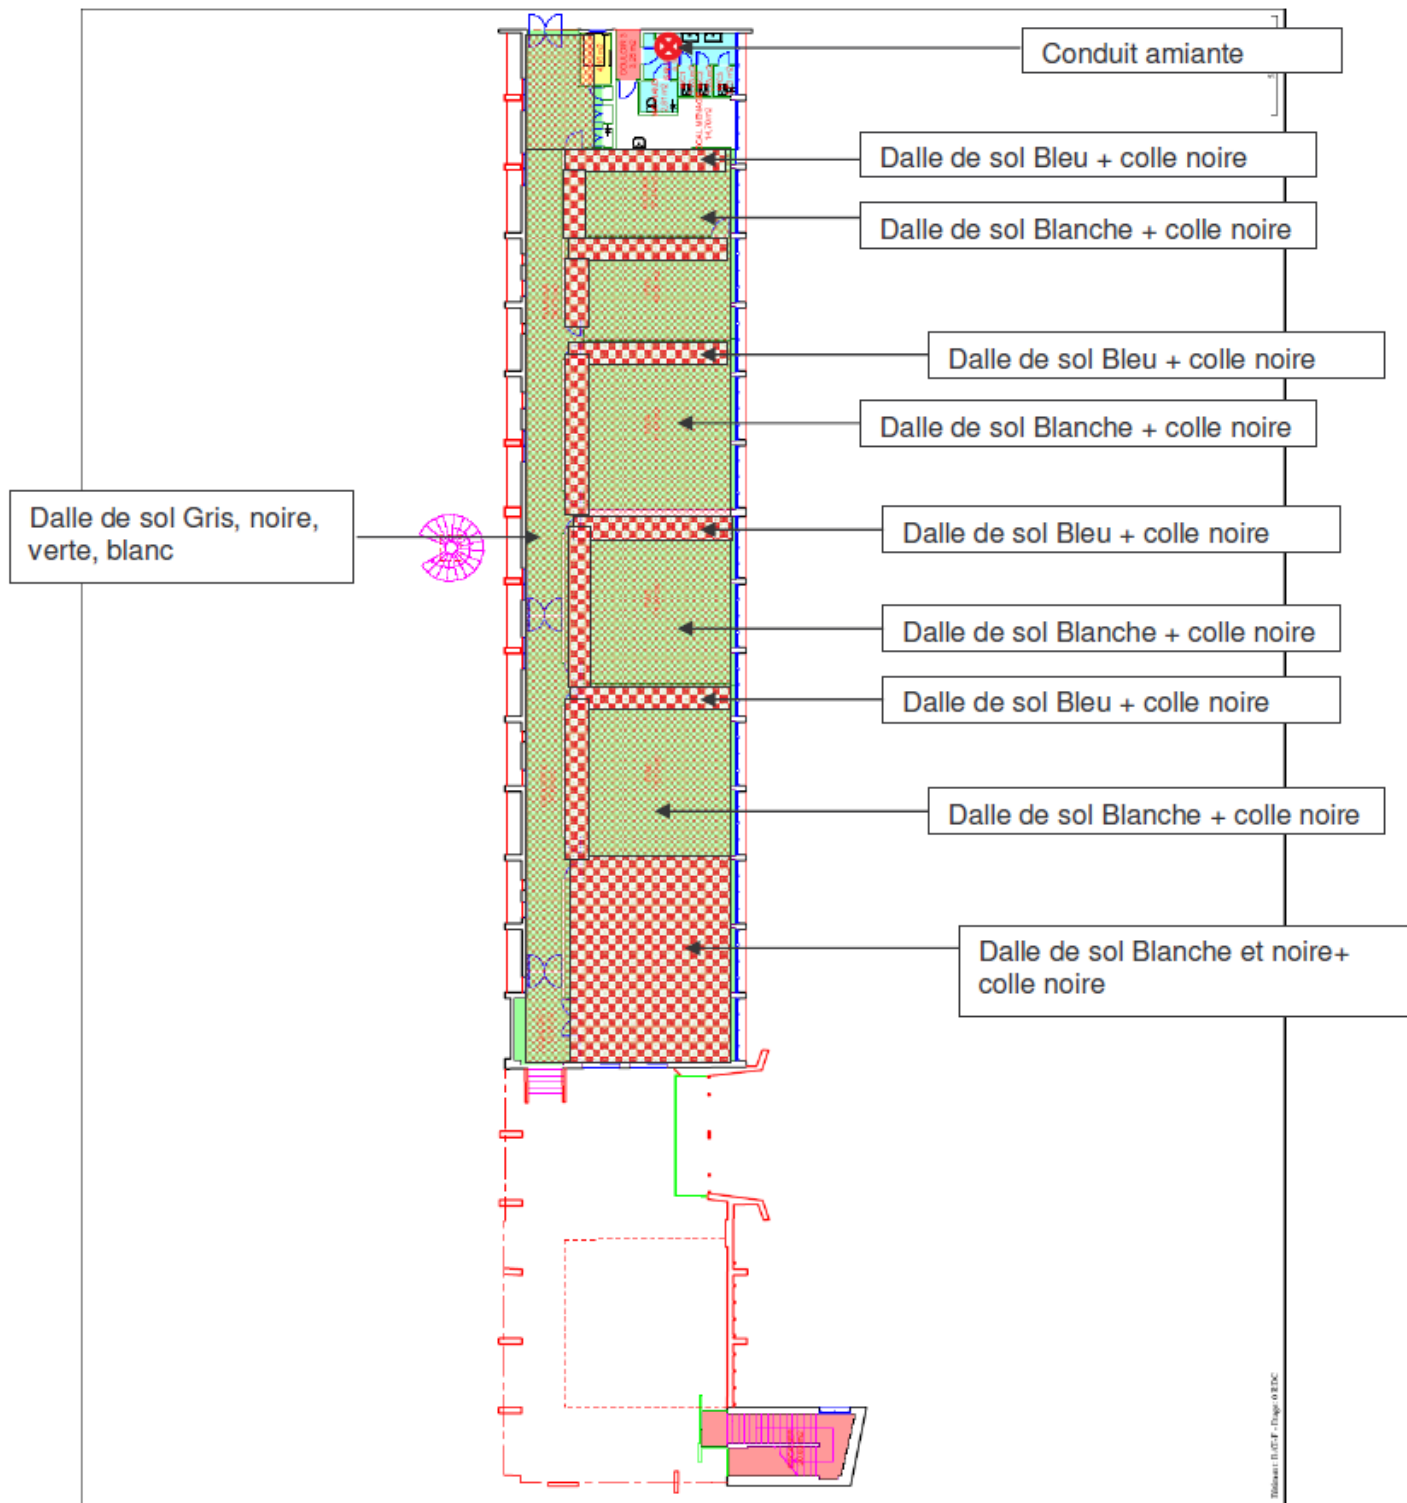 Conduit amiante
Dalle de sol Bleu + colle noire
Dalle de sol Blanche + colle noire
Dalle de sol Bleu + colle noire
Dalle de sol Blanche + colle noire
Dalle de sol Gris, noire,
verte, blanc
Dalle de sol Bleu + colle noire
Dalle de sol Blanche + colle noire
Dalle de sol Bleu + colle noire
Dalle de sol Blanche + colle noire
Dalle de sol Blanche et noire+
colle noire